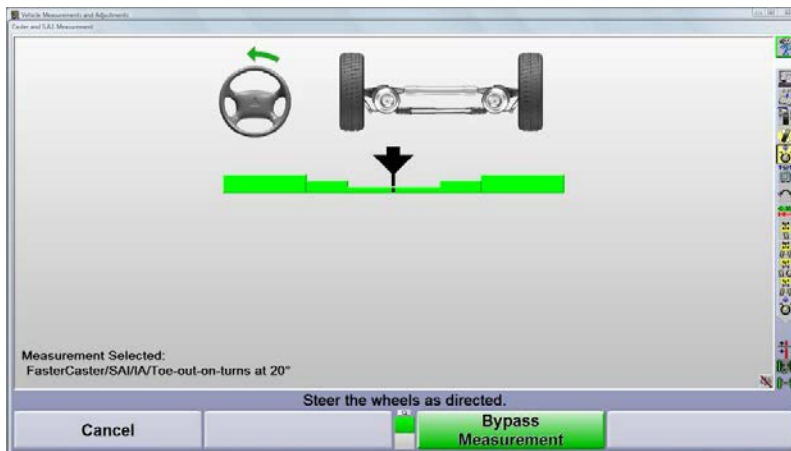 Vehicle Measurements and Adjustments
Caster and S.A.I. Measurement
Measurement Selected:
FasterCaster/SAI/IA/Toe-out-on-turns at 20°
Steer the wheels as directed.
Cancel
Bypass
Measurement